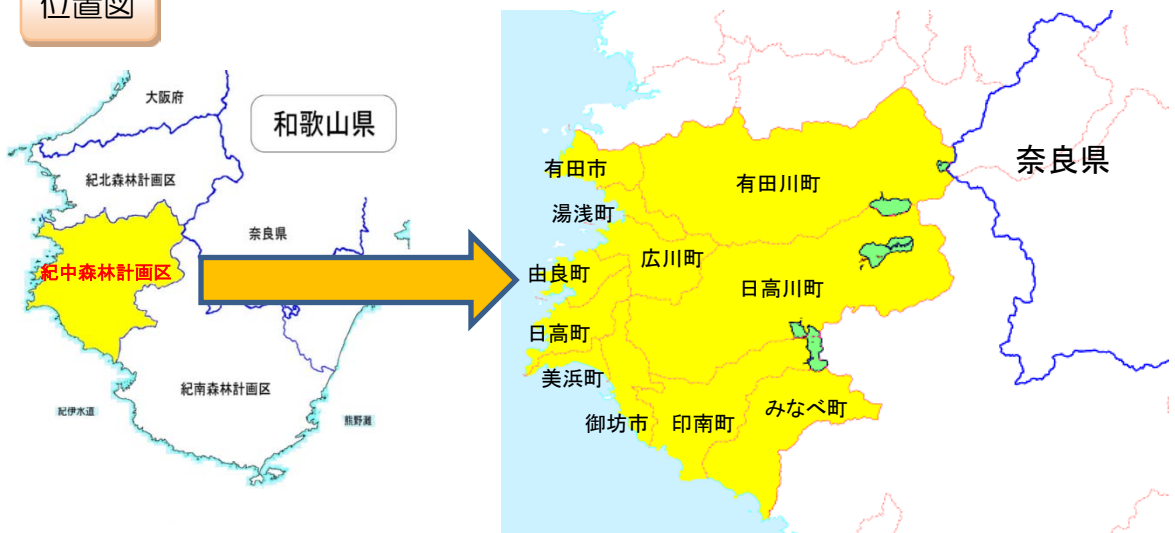 位置図
大阪府
和歌山県
紀北森林計画区
奈良県
紀中森林計画区
紀南森林計画区
紀伊水道
熊野灘
奈良県
有田市
有田川町
湯浅町
広川町
由良町
日高川町
日高町
美浜町
みなべ町
御坊市
印南町